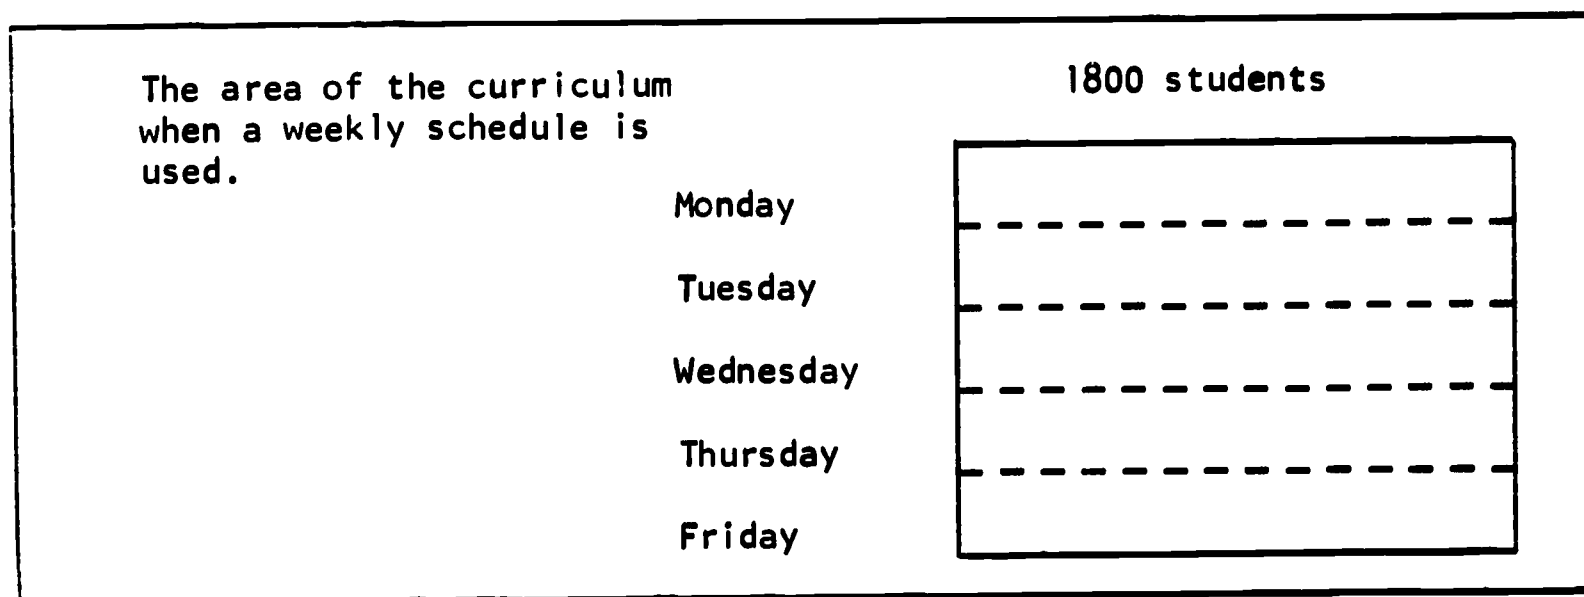 The area of the curriculum
when a weekly schedule is
used.
1800 students
Monday
Tuesday
Wednesday
Thursday
Friday